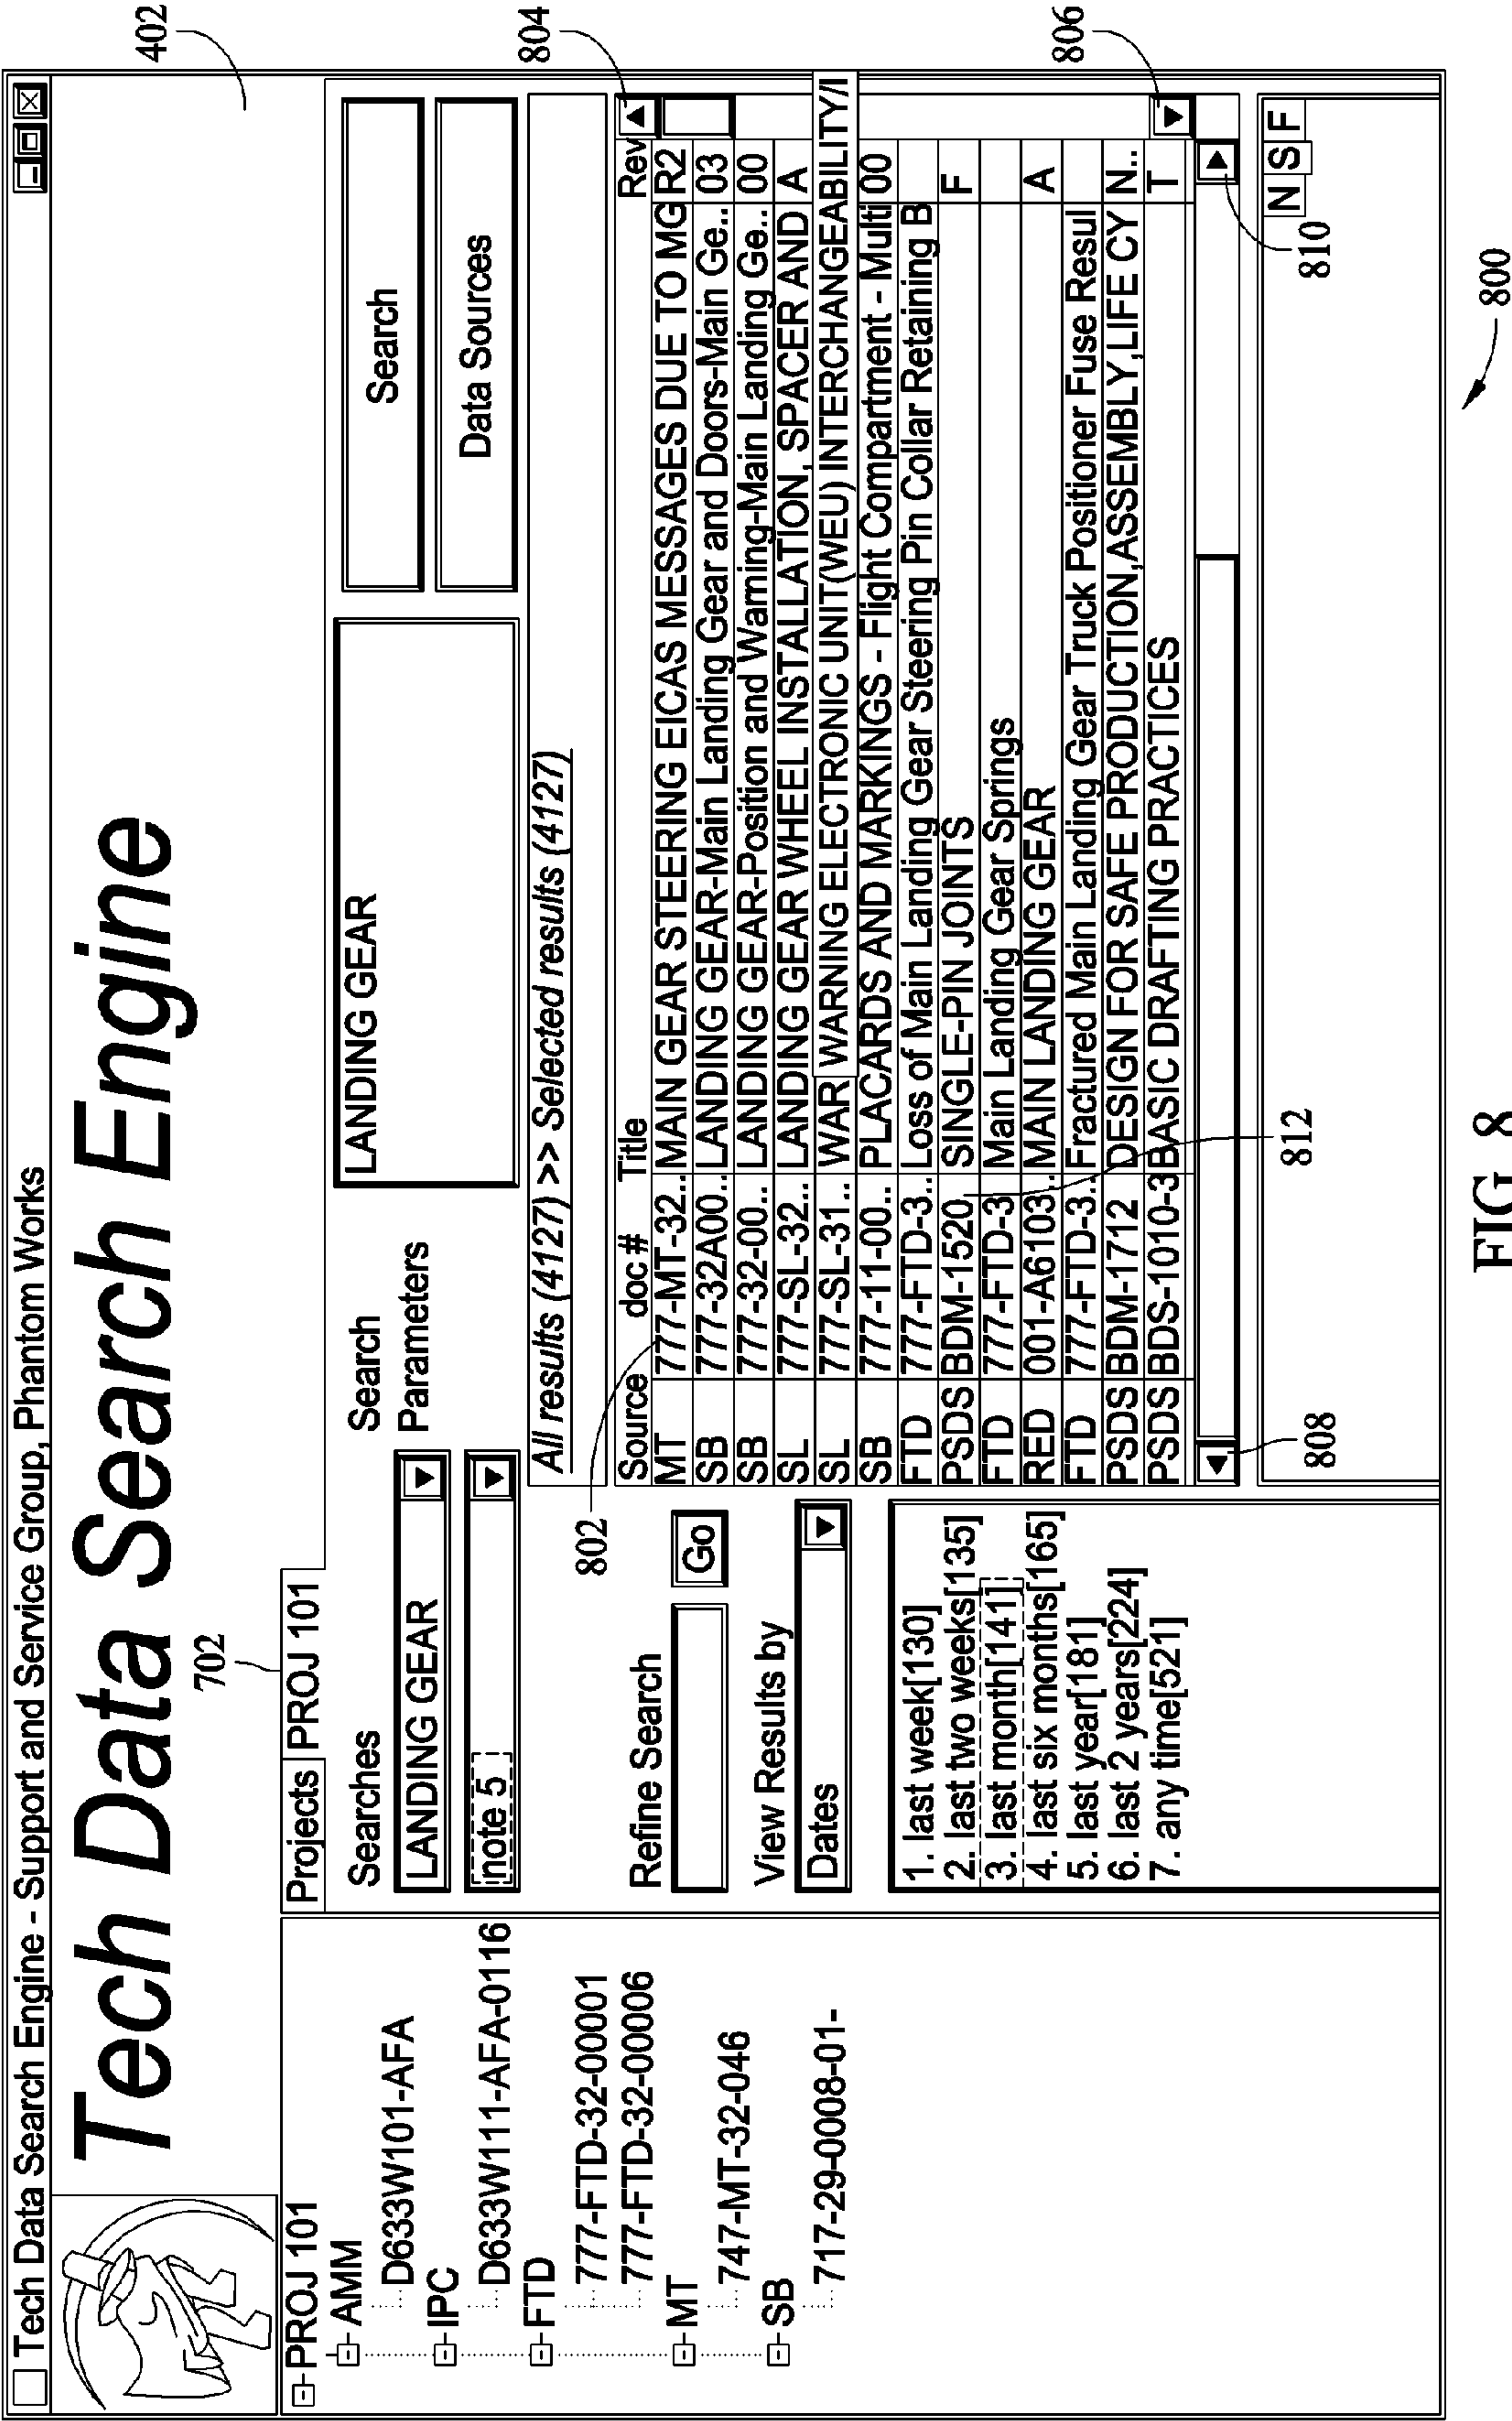 Tech Data Search Engine - Support and Service Group, Phantom Works
Tech Data Search Engine
402
702
PROJ 101
AMM
D633W101-AFA
IPC
D633W111-AFA-0116
FTD
777-FTD-32-00001
777-FTD-32-00006
MT
747-MT-32-046
SB
717-29-0008-01-
Projects PROJ 101
Searches
LANDING GEAR
note 5
Search
Parameters
LANDING GEAR
Search
Data Sources
Refine Search
Go
View Results by
Dates
1. last week[130]
2. last two weeks[135]
3. last month[141]
4. last six months[165]
5. last year[181]
6. last 2 years[224]
7. any time[521]
All results (4127) >> Selected results (4127)
802
804
Source doc # Title Rev
MT 777-MT-32.. MAIN GEAR STEERING EICAS MESSAGES DUE TO MG R2
SB 777-32A00.. LANDING GEAR-Main Landing Gear and Doors-Main Ge.. 03
SB 777-32-00.. LANDING GEAR-Position and Warning-Main Landing Ge.. 00
SL 777-SL-32.. LANDING GEAR WHEEL INSTALLATION, SPACER AND A
SL 777-SL-31.. WAR WARNING ELECTRONIC UNIT(WEU) INTERCHANGEABILITY/I
SB 777-11-00.. PLACARDS AND MARKINGS - Flight Compartment - Multi 00
FTD 777-FTD-3.. Loss of Main Landing Gear Steering Pin Collar Retaining B
PSDS BDM-1520 SINGLE-PIN JOINTS F
FTD 777-FTD-3 Main Landing Gear Springs
RED 001-A6103.. MAIN LANDING GEAR A
FTD 777-FTD-3.. Fractured Main Landing Gear Truck Positioner Fuse Resul
PSDS BDM-1712 DESIGN FOR SAFE PRODUCTION,ASSEMBLY,LIFE CY N..
PSDS BDS-1010-3 BASIC DRAFTING PRACTICES T
806
808
812
810
N S F
800
FIG. 8